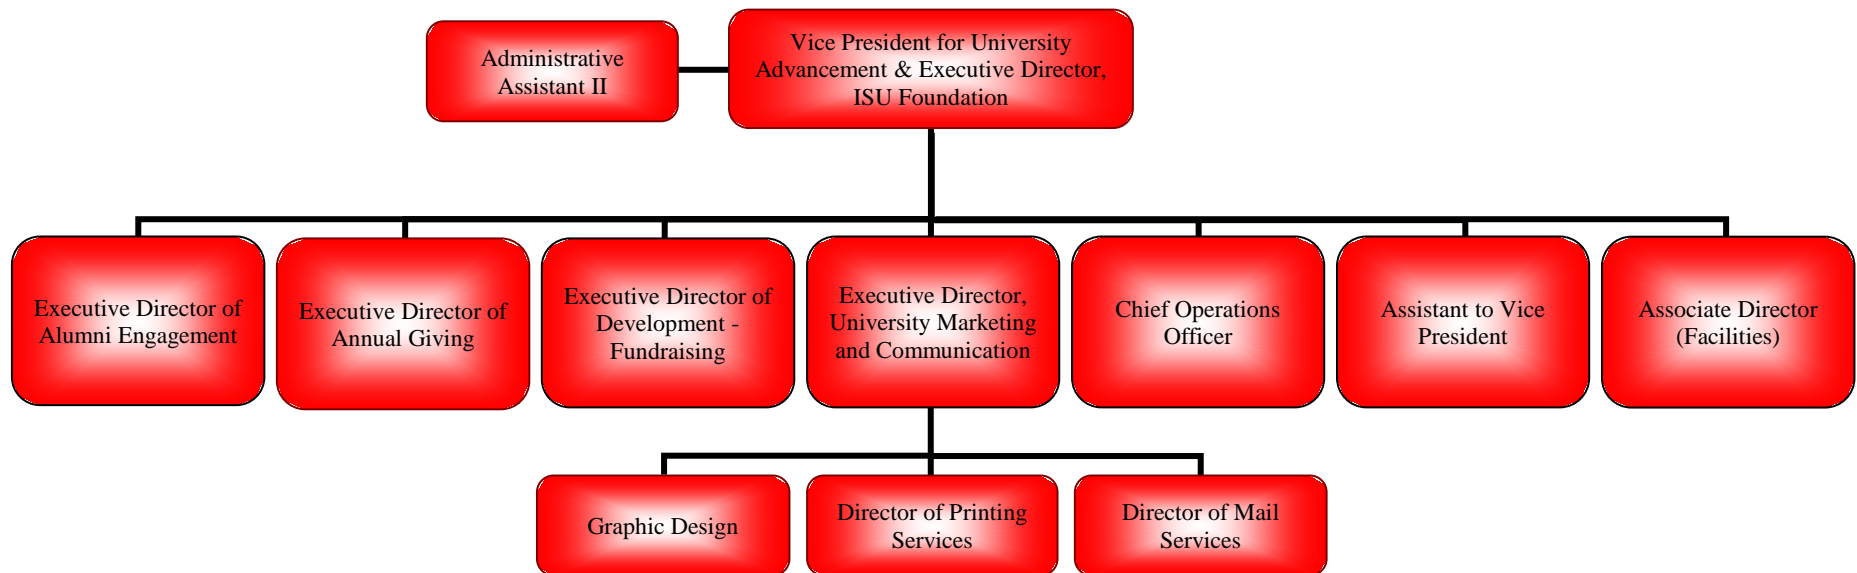 Administrative
Assistant II
Vice President for University
Advancement & Executive Director,
ISU Foundation
Executive Director of
Alumni Engagement
Executive Director of
Annual Giving
Executive Director of
Development -
Fundraising
Executive Director,
University Marketing
and Communication
Chief Operations
Officer
Assistant to Vice
President
Associate Director
(Facilities)
Graphic Design
Director of Printing
Services
Director of Mail
Services